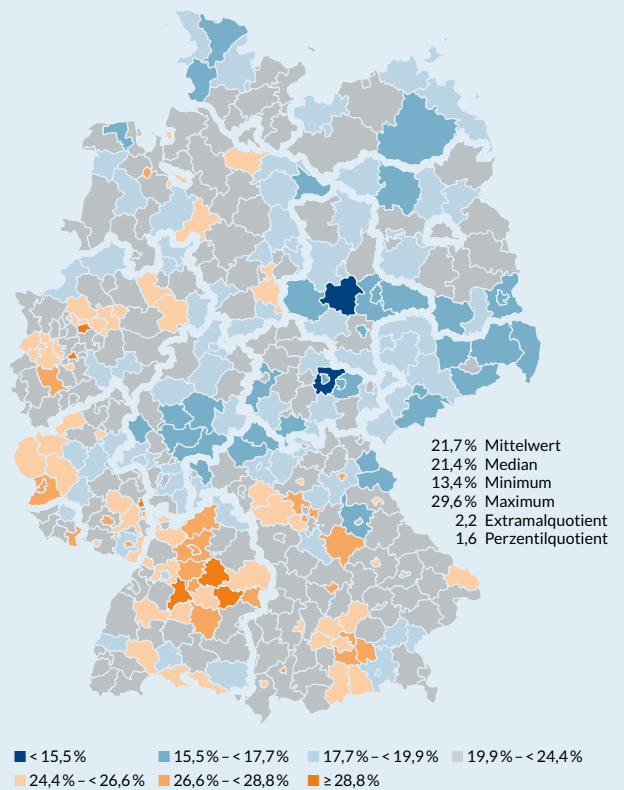 21,7% Mittelwert
21,4% Median
13,4% Minimum
29,6% Maximum
2,2 Extramalquotient
1,6 Perzentilquotient
< 15,5% 15,5% – < 17,7% 17,7% – < 19,9% 19,9% – < 24,4%
24,4% – < 26,6% 26,6% – < 28,8% ≥ 28,8%